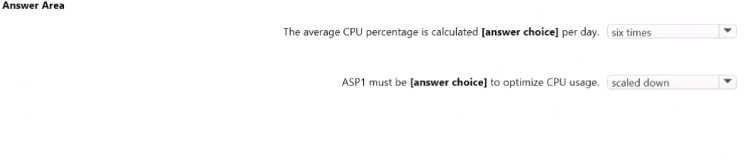 Answer Area
The average CPU percentage is calculated [answer choice] per day. six times
ASP1 must be [answer choice] to optimize CPU usage. scaled down